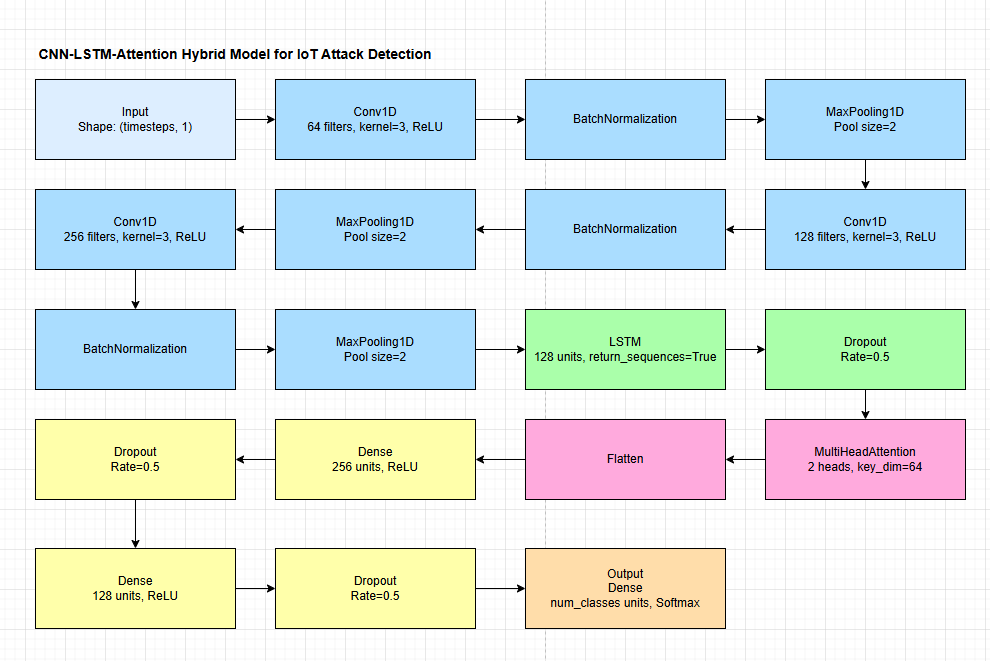 CNN-LSTM-Attention Hybrid Model for IoT Attack Detection
Input
Shape: (timesteps, 1)
Conv1D
64 filters, kernel=3, ReLU
BatchNormalization
MaxPooling1D
Pool size=2
Conv1D
128 filters, kernel=3, ReLU
BatchNormalization
MaxPooling1D
Pool size=2
Conv1D
256 filters, kernel=3, ReLU
BatchNormalization
MaxPooling1D
Pool size=2
LSTM
128 units, return_sequences=True
Dropout
Rate=0.5
MultiHeadAttention
2 heads, key_dim=64
Flatten
Dense
256 units, ReLU
Dropout
Rate=0.5
Dense
128 units, ReLU
Dropout
Rate=0.5
Output
Dense
num_classes units, Softmax